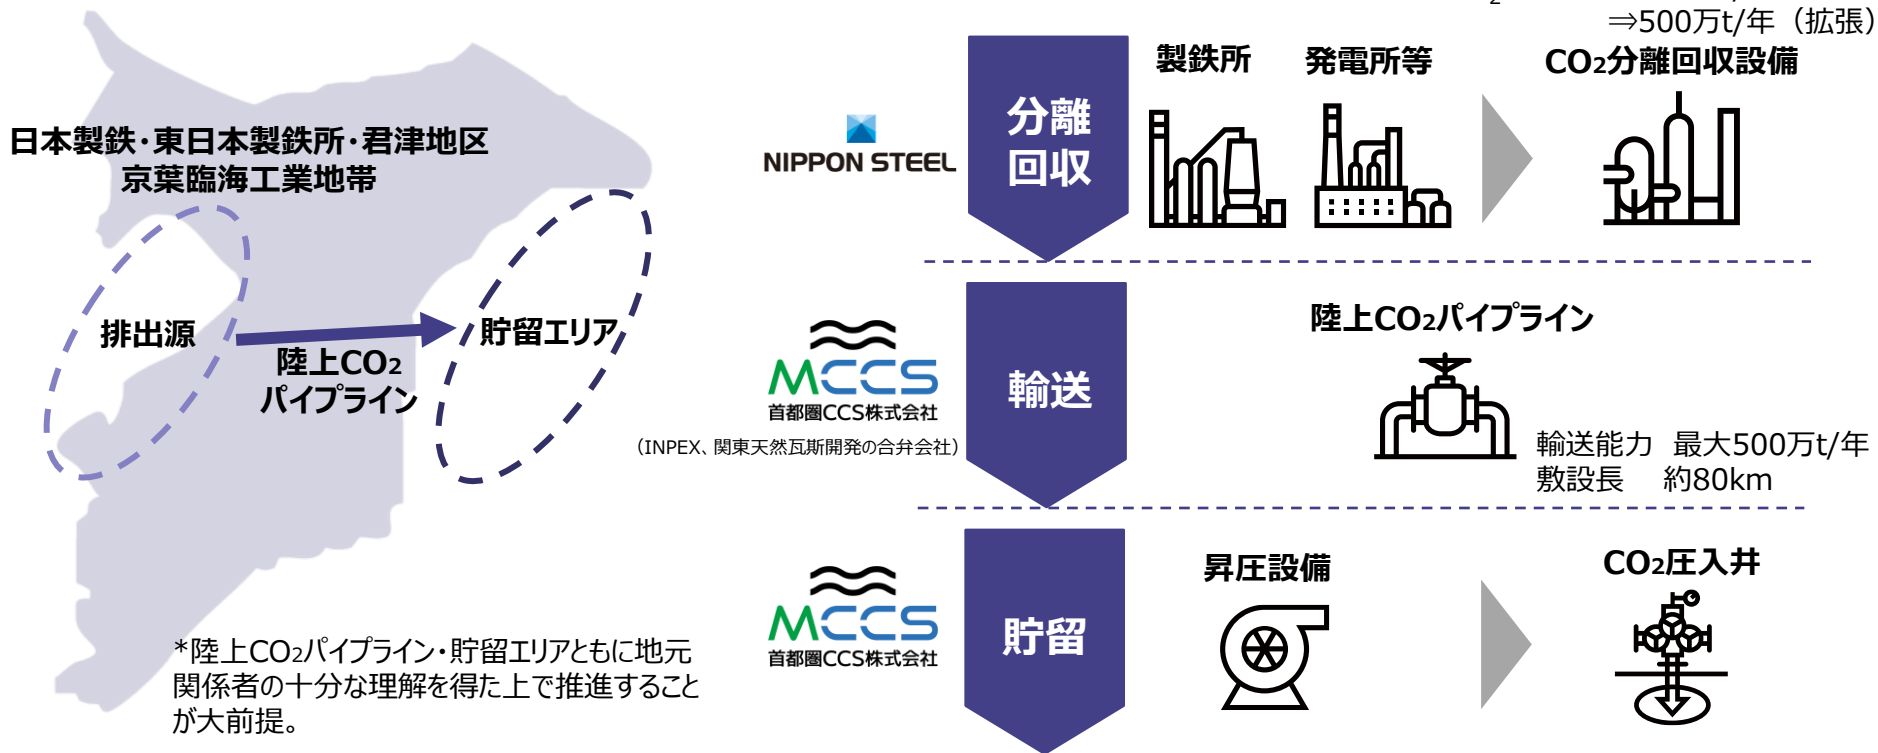 ⇒500万t/年（拡張）
日本製鉄・東日本製鉄所・君津地区
京葉臨海工業地帯
排出源
陸上CO₂
パイプライン
貯留エリア
*陸上CO₂パイプライン・貯留エリアともに地元
関係者の十分な理解を得た上で推進すること
が大前提。
NIPPON STEEL
分離
回収
製鉄所
発電所等
CO₂分離回収設備
MCCS
首都圏CCS株式会社
（INPEX、関東天然瓦斯開発の合弁会社）
輸送
陸上CO₂パイプライン
輸送能力 最大500万t/年
敷設長 約80km
MCCS
首都圏CCS株式会社
貯留
昇圧設備
CO₂圧入井